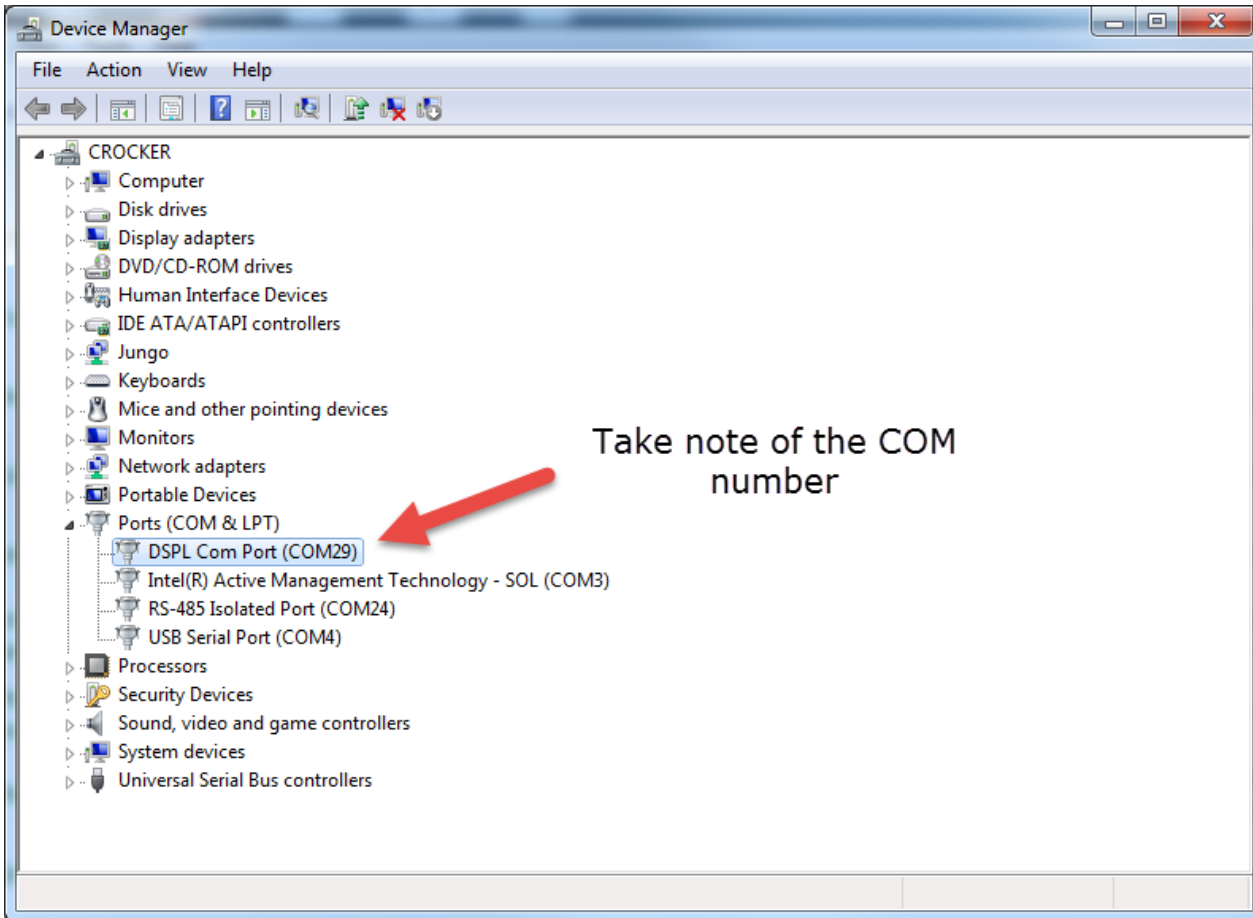 Device Manager
File Action View Help
CROCKER
Computer
Disk drives
Display adapters
DVD/CD-ROM drives
Human Interface Devices
IDE ATA/ATAPI controllers
Jungo
Keyboards
Mice and other pointing devices
Monitors
Network adapters
Portable Devices
Ports (COM & LPT)
DSPL Com Port (COM29)
Intel(R) Active Management Technology - SOL (COM3)
RS-485 Isolated Port (COM24)
USB Serial Port (COM4)
Processors
Security Devices
Sound, video and game controllers
System devices
Universal Serial Bus controllers
Take note of the COM
number